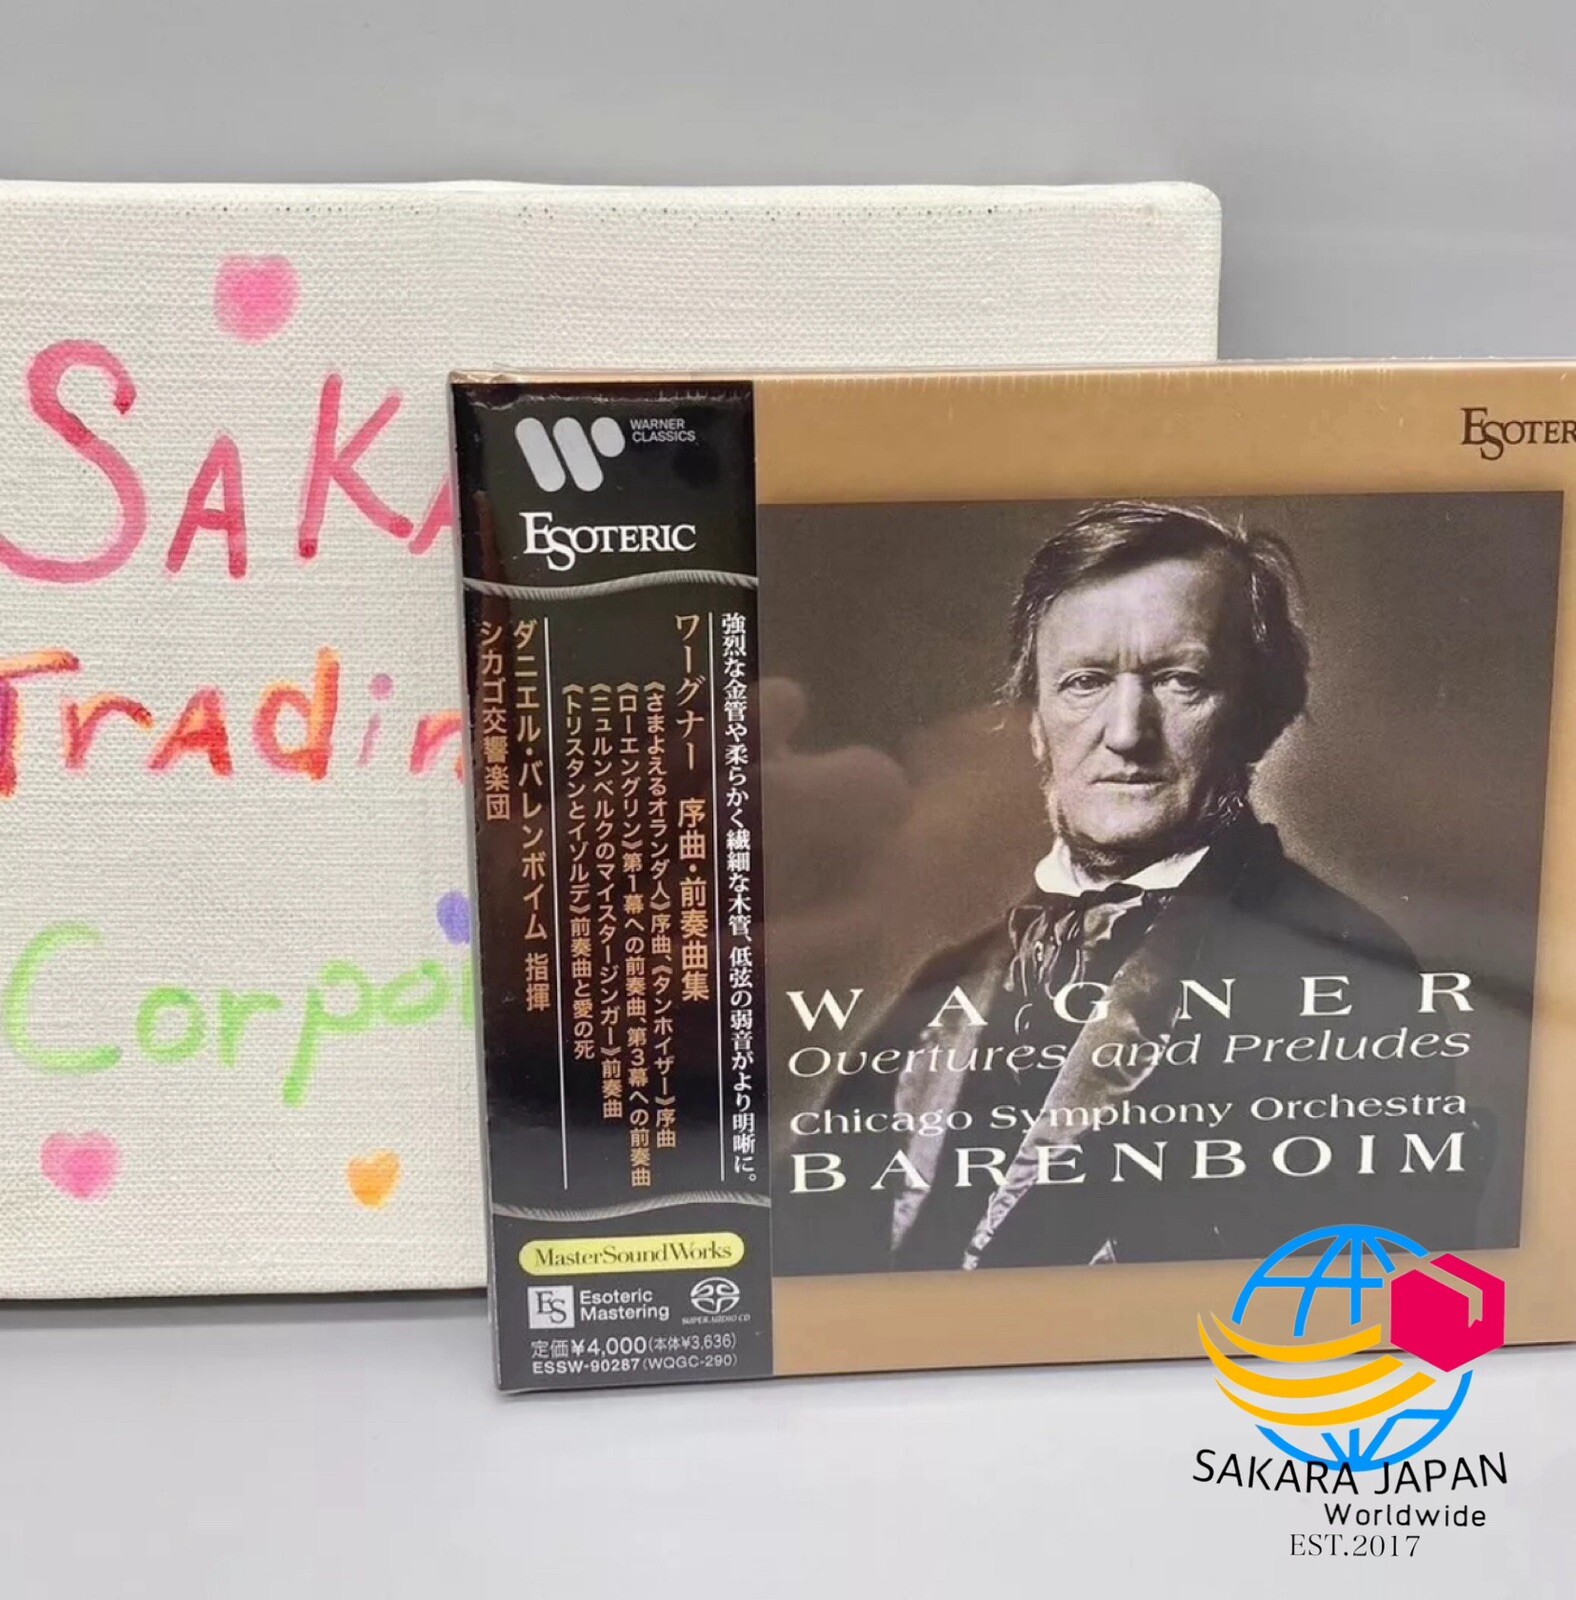 SAKA
Tradin
Corpo
WARNER
CLASSICS
ESOTERIC
強烈な金管や柔らかく繊細な木管、低弦の弱音がより明晰に。
ワーグナー 序曲・前奏曲集
《さまよえるオランダ人》序曲、《タンホイザー》序曲
《ローエングリン》第1幕への前奏曲、第3幕への前奏曲
《ニュルンベルクのマイスタージンガー》前奏曲
《トリスタンとイゾルデ》前奏曲と愛の死
ダニエル・バレンボイム 指揮
シカゴ交響楽団
MasterSoundWorks
ES
Esoteric
Mastering
SUPER AUDIO CD
定価¥4,000(本体¥3,636)
ESSW-90287(WQGC-290)
ESOTER
WAGNER
Overtures and Preludes
Chicago Symphony Orchestra
BARENBOIM
SAKARA JAPAN
Worldwide
EST.2017